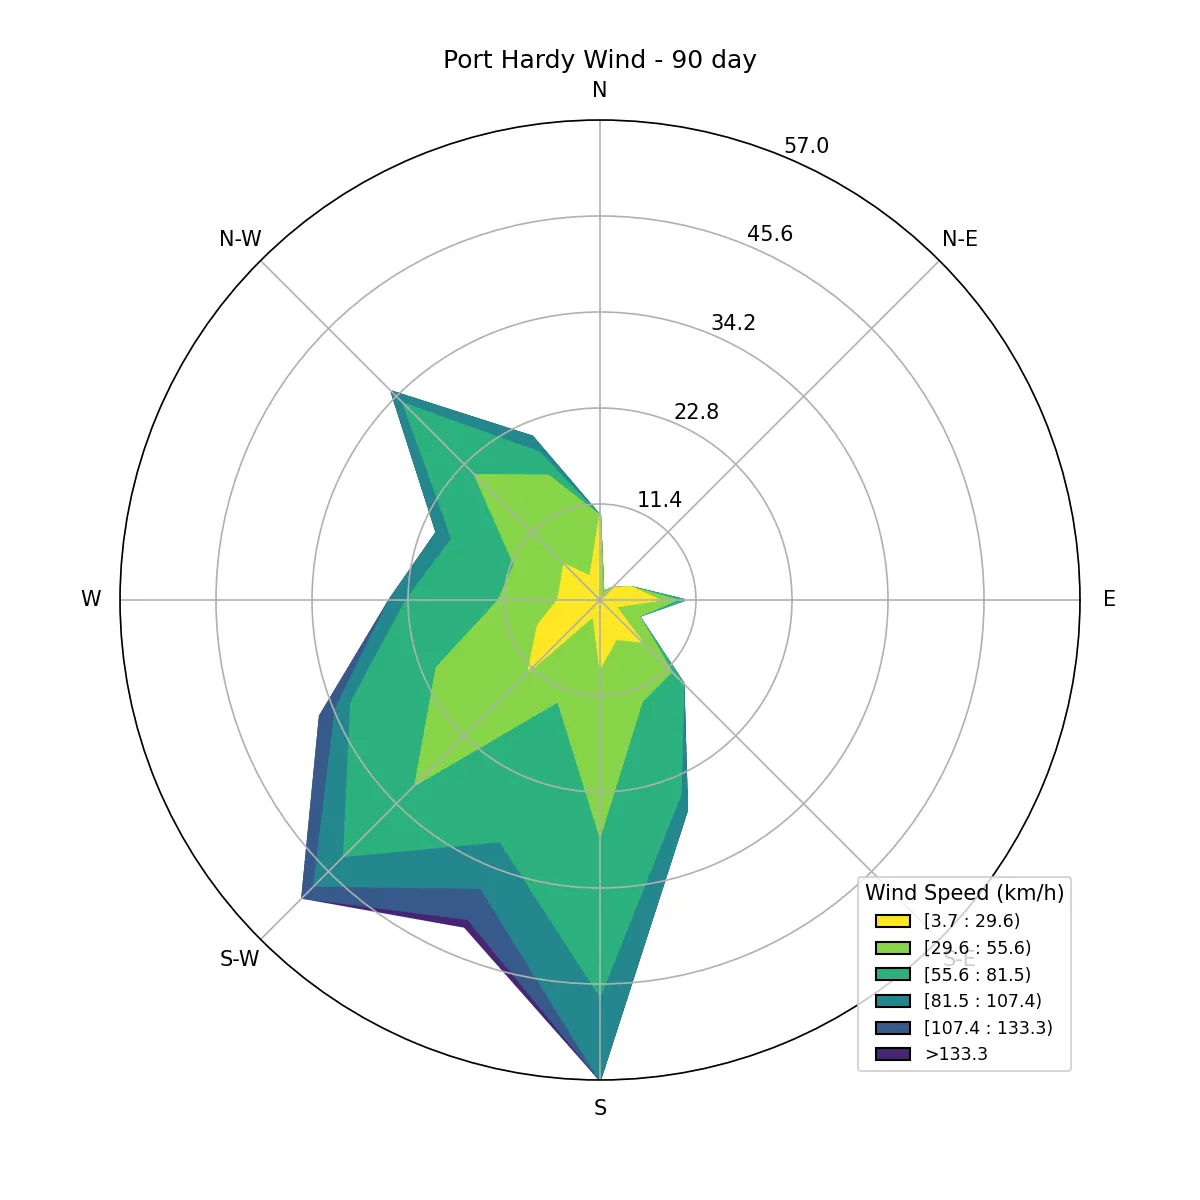 Port Hardy Wind - 90 day
N
57.0
N-W
45.6
N-E
34.2
22.8
11.4
W
E
S-W
S-E
Wind Speed (km/h)
[3.7 : 29.6)
[29.6 : 55.6)
[55.6 : 81.5)
[81.5 : 107.4)
[107.4 : 133.3)
>133.3
S